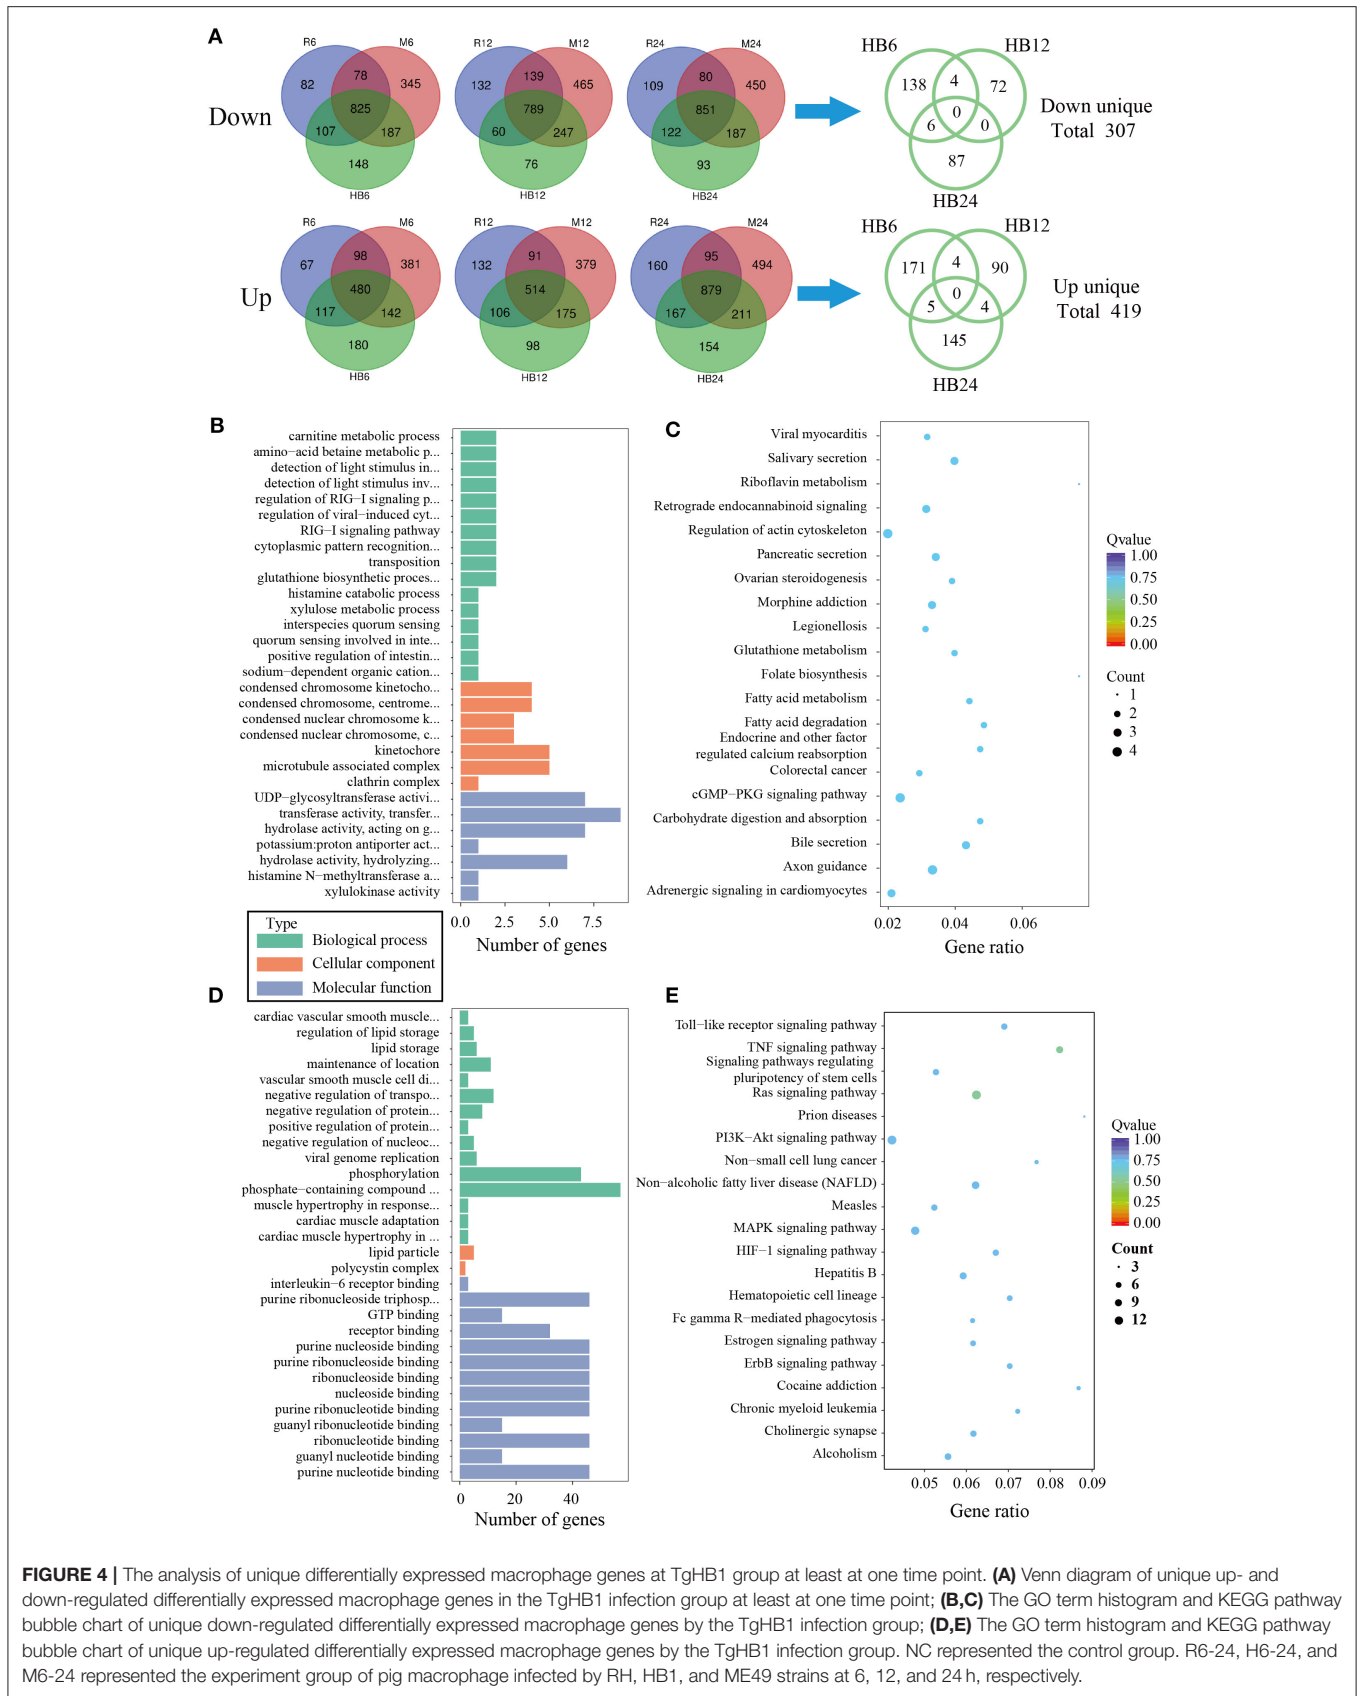 A
R6
M6
R12
M12
R24
M24
HB6
HB12
82
78
345
132
139
465
109
80
450
138
4
72
Down
825
789
851
0
Down unique
107
187
60
247
122
187
6
0
Total 307
148
76
93
87
HB6
HB12
HB24
HB24
R6
M6
R12
M12
R24
M24
HB6
HB12
67
98
381
132
91
379
160
95
494
171
4
90
Up
480
514
879
0
Up unique
117
142
106
175
167
211
5
4
Total 419
180
98
154
145
HB6
HB12
HB24
HB24
B
carnitine metabolic process
amino−acid betaine metabolic p...
detection of light stimulus in...
detection of light stimulus inv...
regulation of RIG−I signaling p...
regulation of viral−induced cyt...
RIG−I signaling pathway
cytoplasmic pattern recognition...
transposition
glutathione biosynthetic proces...
histamine catabolic process
xylulose metabolic process
interspecies quorum sensing
quorum sensing involved in inte...
positive regulation of intestin...
sodium−dependent organic cation...
condensed chromosome kinetocho...
condensed chromosome, centrome...
condensed nuclear chromosome k...
condensed nuclear chromosome, c...
kinetochore
microtubule associated complex
clathrin complex
UDP−glycosyltransferase activi...
transferase activity, transfer...
hydrolase activity, acting on g...
potassium:proton antiporter act...
hydrolase activity, hydrolyzing...
histamine N−methyltransferase a...
xylulokinase activity
0.0 2.5 5.0 7.5
Number of genes
Type
Biological process
Cellular component
Molecular function
C
Viral myocarditis
Salivary secretion
Riboflavin metabolism
Retrograde endocannabinoid signaling
Regulation of actin cytoskeleton
Pancreatic secretion
Ovarian steroidogenesis
Morphine addiction
Legionellosis
Glutathione metabolism
Folate biosynthesis
Fatty acid metabolism
Fatty acid degradation
Endocrine and other factor
regulated calcium reabsorption
Colorectal cancer
cGMP−PKG signaling pathway
Carbohydrate digestion and absorption
Bile secretion
Axon guidance
Adrenergic signaling in cardiomyocytes
0.02 0.04 0.06
Gene ratio
Qvalue
1.00
0.75
0.50
0.25
0.00
Count
1
2
3
4
D
cardiac vascular smooth muscle...
regulation of lipid storage
lipid storage
maintenance of location
vascular smooth muscle cell di...
negative regulation of transpo...
negative regulation of protein...
positive regulation of protein...
negative regulation of nucleoc...
viral genome replication
phosphorylation
phosphate−containing compound ...
muscle hypertrophy in response...
cardiac muscle adaptation
cardiac muscle hypertrophy in ...
lipid particle
polycystin complex
interleukin−6 receptor binding
purine ribonucleoside triphosp...
GTP binding
receptor binding
purine nucleoside binding
purine ribonucleoside binding
ribonucleoside binding
nucleoside binding
purine ribonucleotide binding
guanyl ribonucleotide binding
ribonucleotide binding
guanyl nucleotide binding
purine nucleotide binding
0 20 40
Number of genes
E
Toll−like receptor signaling pathway
TNF signaling pathway
Signaling pathways regulating
pluripotency of stem cells
Ras signaling pathway
Prion diseases
PI3K−Akt signaling pathway
Non−small cell lung cancer
Non−alcoholic fatty liver disease (NAFLD)
Measles
MAPK signaling pathway
HIF−1 signaling pathway
Hepatitis B
Hematopoietic cell lineage
Fc gamma R−mediated phagocytosis
Estrogen signaling pathway
ErbB signaling pathway
Cocaine addiction
Chronic myeloid leukemia
Cholinergic synapse
Alcoholism
0.05 0.06 0.07 0.08 0.09
Gene ratio
Qvalue
1.00
0.75
0.50
0.25
0.00
Count
3
6
9
12
FIGURE 4 | The analysis of unique differentially expressed macrophage genes at TgHB1 group at least at one time point. (A) Venn diagram of unique up- and
down-regulated differentially expressed macrophage genes in the TgHB1 infection group at least at one time point; (B,C) The GO term histogram and KEGG pathway
bubble chart of unique down-regulated differentially expressed macrophage genes by the TgHB1 infection group; (D,E) The GO term histogram and KEGG pathway
bubble chart of unique up-regulated differentially expressed macrophage genes by the TgHB1 infection group. NC represented the control group. R6-24, H6-24, and
M6-24 represented the experiment group of pig macrophage infected by RH, HB1, and ME49 strains at 6, 12, and 24 h, respectively.